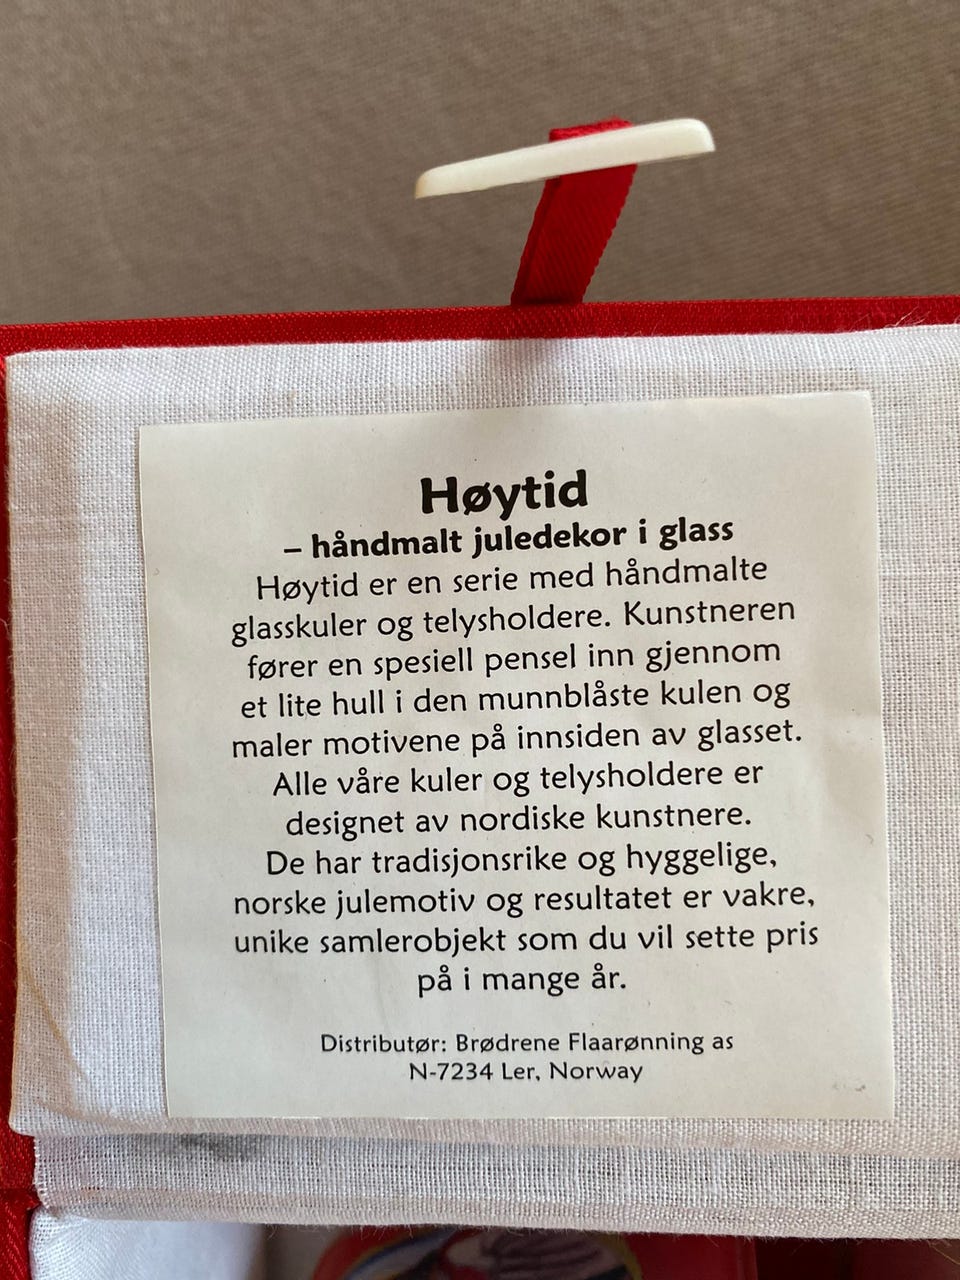 Høytid
– håndmalt juledekor i glass
Høytid er en serie med håndmalte
glasskuler og telysholdere. Kunstneren
fører en spesiell pensel inn gjennom
et lite hull i den munnblåste kulen og
maler motivene på innsiden av glasset.
Alle våre kuler og telysholdere er
designet av nordiske kunstnere.
De har tradisjonsrike og hyggelige,
norske julemotiv og resultatet er vakre,
unike samlerobjekt som du vil sette pris
på i mange år.
Distributør: Brødrene Flaarønning as
N-7234 Ler, Norway